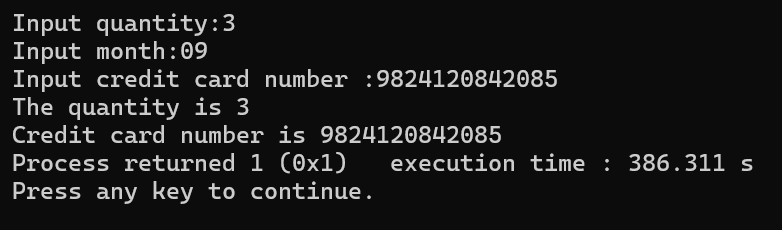 Input quantity:3
Input month:09
Input credit card number :9824120842085
The quantity is 3
Credit card number is 9824120842085
Process returned 1 (0x1)   execution time : 386.311 s
Press any key to continue.